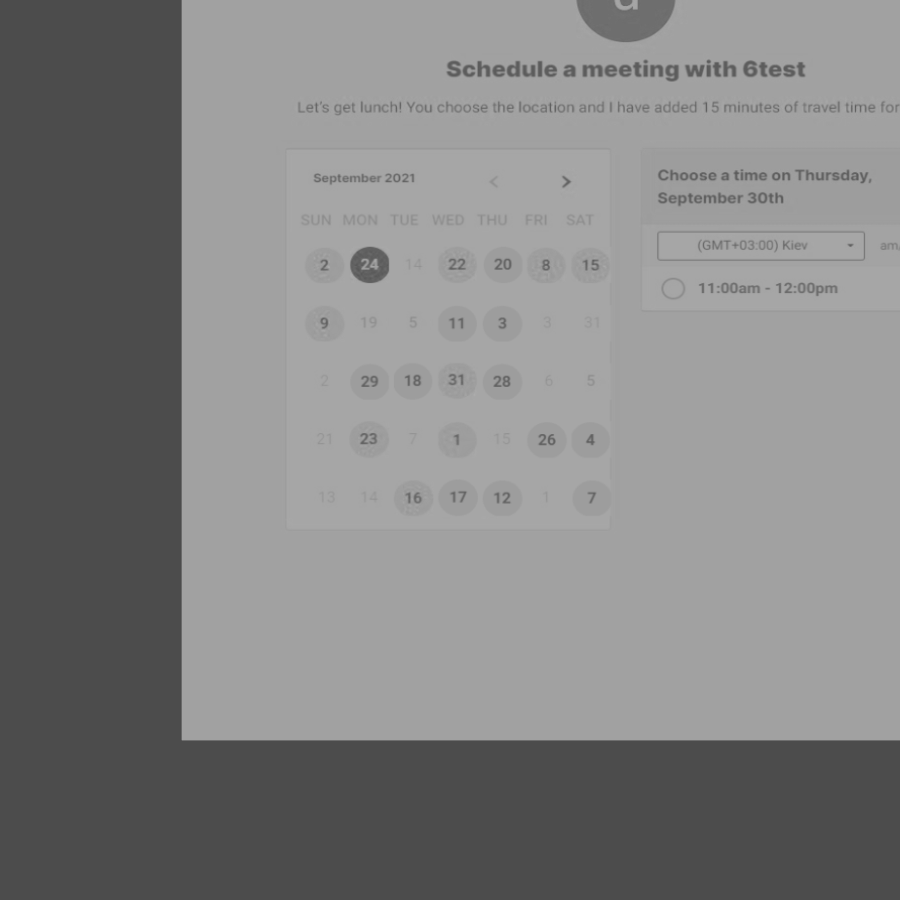 Schedule a meeting with 6test
Let's get lunch! You choose the location and I have added 15 minutes of travel time for
September 2021 < >
SUN MON TUE WED THU FRI SAT
2 24 14 22 20 8 15
9 19 5 11 3 3 31
2 29 18 31 28 6 5
21 23 7 1 15 26 4
13 14 16 17 12 1 7
Choose a time on Thursday,
September 30th
(GMT+03:00) Kiev am
11:00am - 12:00pm